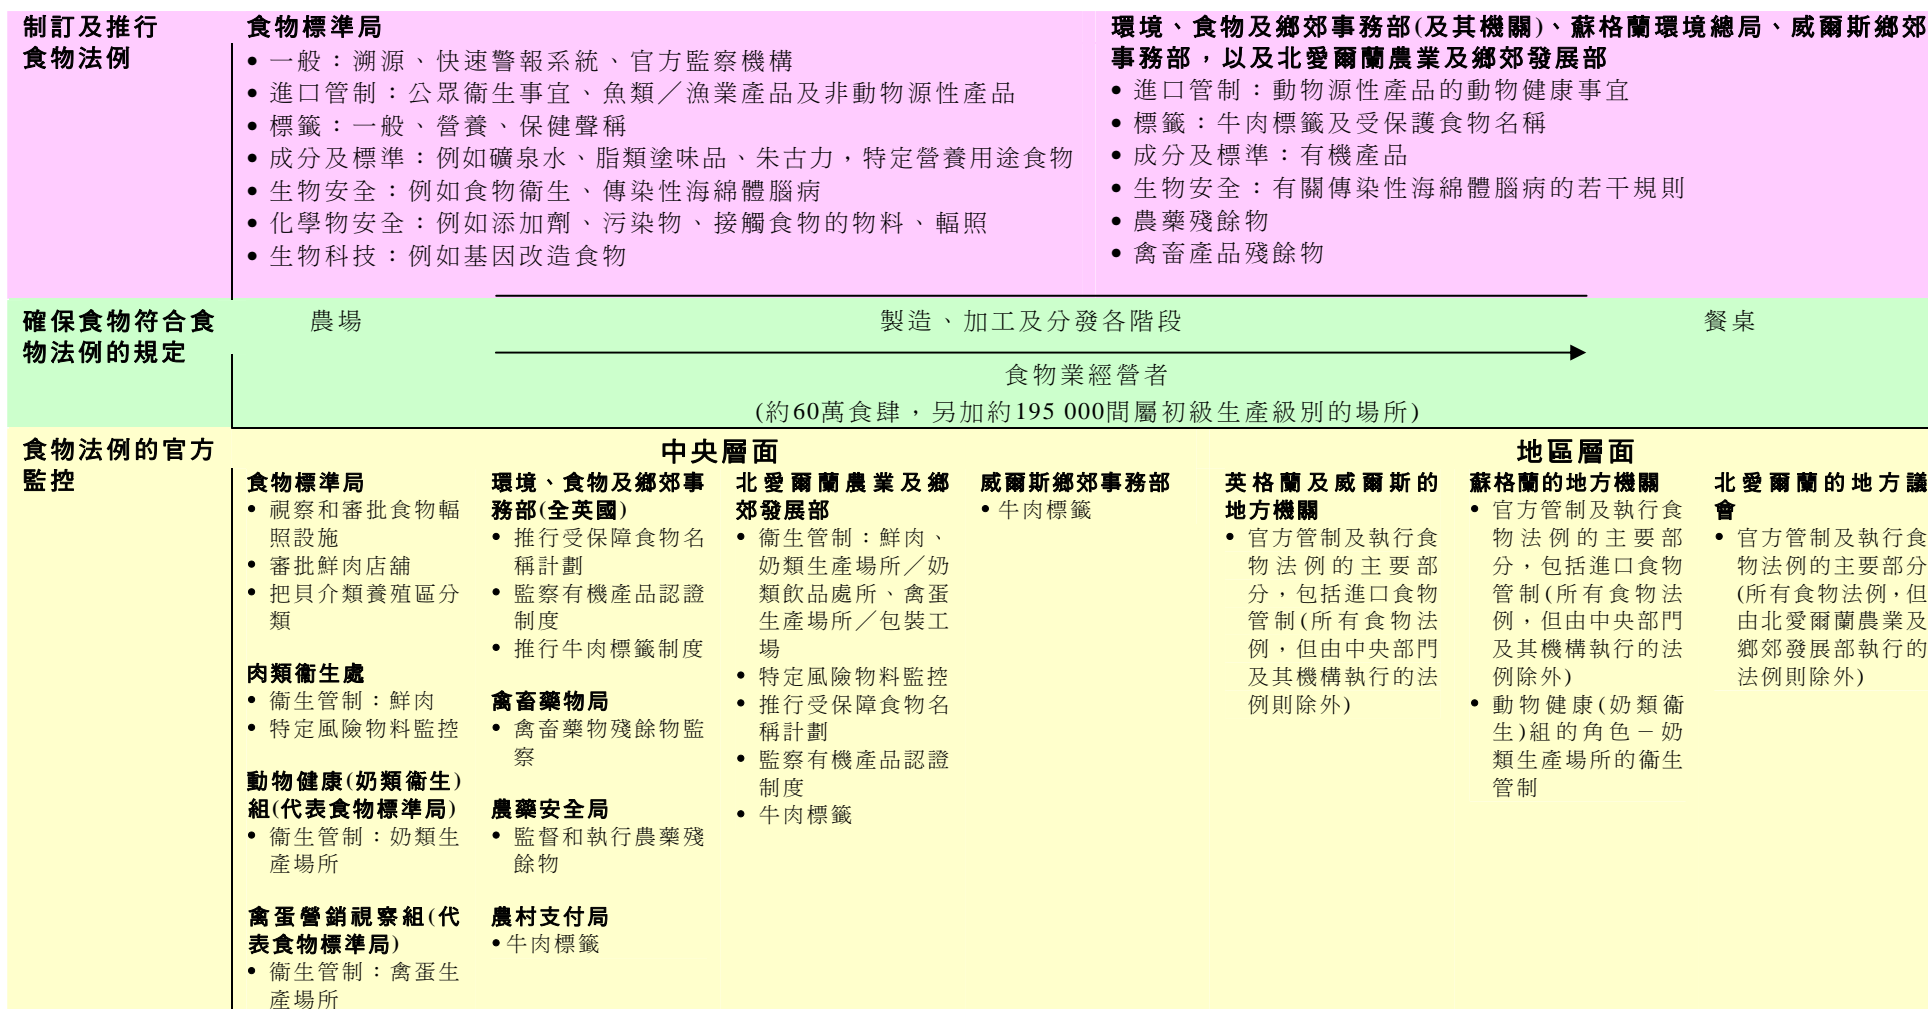 制訂及推行
食物法例
食物標準局
• 一般：溯源、快速警報系統、官方監察機構
• 進口管制：公眾衞生事宜、魚類／漁業產品及非動物源性產品
• 標籤：一般、營養、保健聲稱
• 成分及標準：例如礦泉水、脂類塗味品、朱古力，特定營養用途食物
• 生物安全：例如食物衞生、傳染性海綿體腦病
• 化學物安全：例如添加劑、污染物、接觸食物的物料、輻照
• 生物科技：例如基因改造食物
環境、食物及鄉郊事務部(及其機關)、蘇格蘭環境總局、威爾斯鄉郊
事務部，以及北愛爾蘭農業及鄉郊發展部
• 進口管制：動物源性產品的動物健康事宜
• 標籤：牛肉標籤及受保護食物名稱
• 成分及標準：有機產品
• 生物安全：有關傳染性海綿體腦病的若干規則
• 農藥殘餘物
• 禽畜產品殘餘物
確保食物符合食
物法例的規定
農場
製造、加工及分發各階段
餐桌
食物業經營者
(約60萬食肆，另加約195 000間屬初級生產級別的場所)
食物法例的官方
監控
中央層面
地區層面
食物標準局
• 視察和審批食物輻
照設施
• 審批鮮肉店舖
• 把貝介類養殖區分
類
肉類衞生處
• 衞生管制：鮮肉
• 特定風險物料監控
動物健康(奶類衞生)
組(代表食物標準局)
• 衞生管制：奶類生
產場所
禽蛋營銷視察組(代
表食物標準局)
• 衞生管制：禽蛋生
產場所
環境、食物及鄉郊事
務部(全英國)
• 推行受保障食物名
稱計劃
• 監察有機產品認證
制度
• 推行牛肉標籤制度
禽畜藥物局
• 禽畜藥物殘餘物監
察
農藥安全局
• 監督和執行農藥殘
餘物
農村支付局
• 牛肉標籤
北愛爾蘭農業及鄉
郊發展部
• 衞生管制：鮮肉、
奶類生產場所／奶
類飲品處所、禽蛋
生產場所／包裝工
場
• 特定風險物料監控
• 推行受保障食物名
稱計劃
• 監察有機產品認證
制度
• 牛肉標籤
威爾斯鄉郊事務部
• 牛肉標籤
英格蘭及威爾斯的
地方機關
• 官方管制及執行食
物法例的主要部
分，包括進口食物
管制(所有食物法
例，但由中央部門
及其機構執行的法
例則除外)
蘇格蘭的地方機關
• 官方管制及執行食
物法例的主要部
分，包括進口食物
管制(所有食物法
例，但由中央部門
及其機構執行的法
例除外)
• 動物健康(奶類衞
生)組的角色－奶
類生產場所的衞生
管制
北愛爾蘭的地方議
會
• 官方管制及執行食
物法例的主要部分
(所有食物法例，但
由北愛爾蘭農業及
鄉郊發展部執行的
法例則除外)